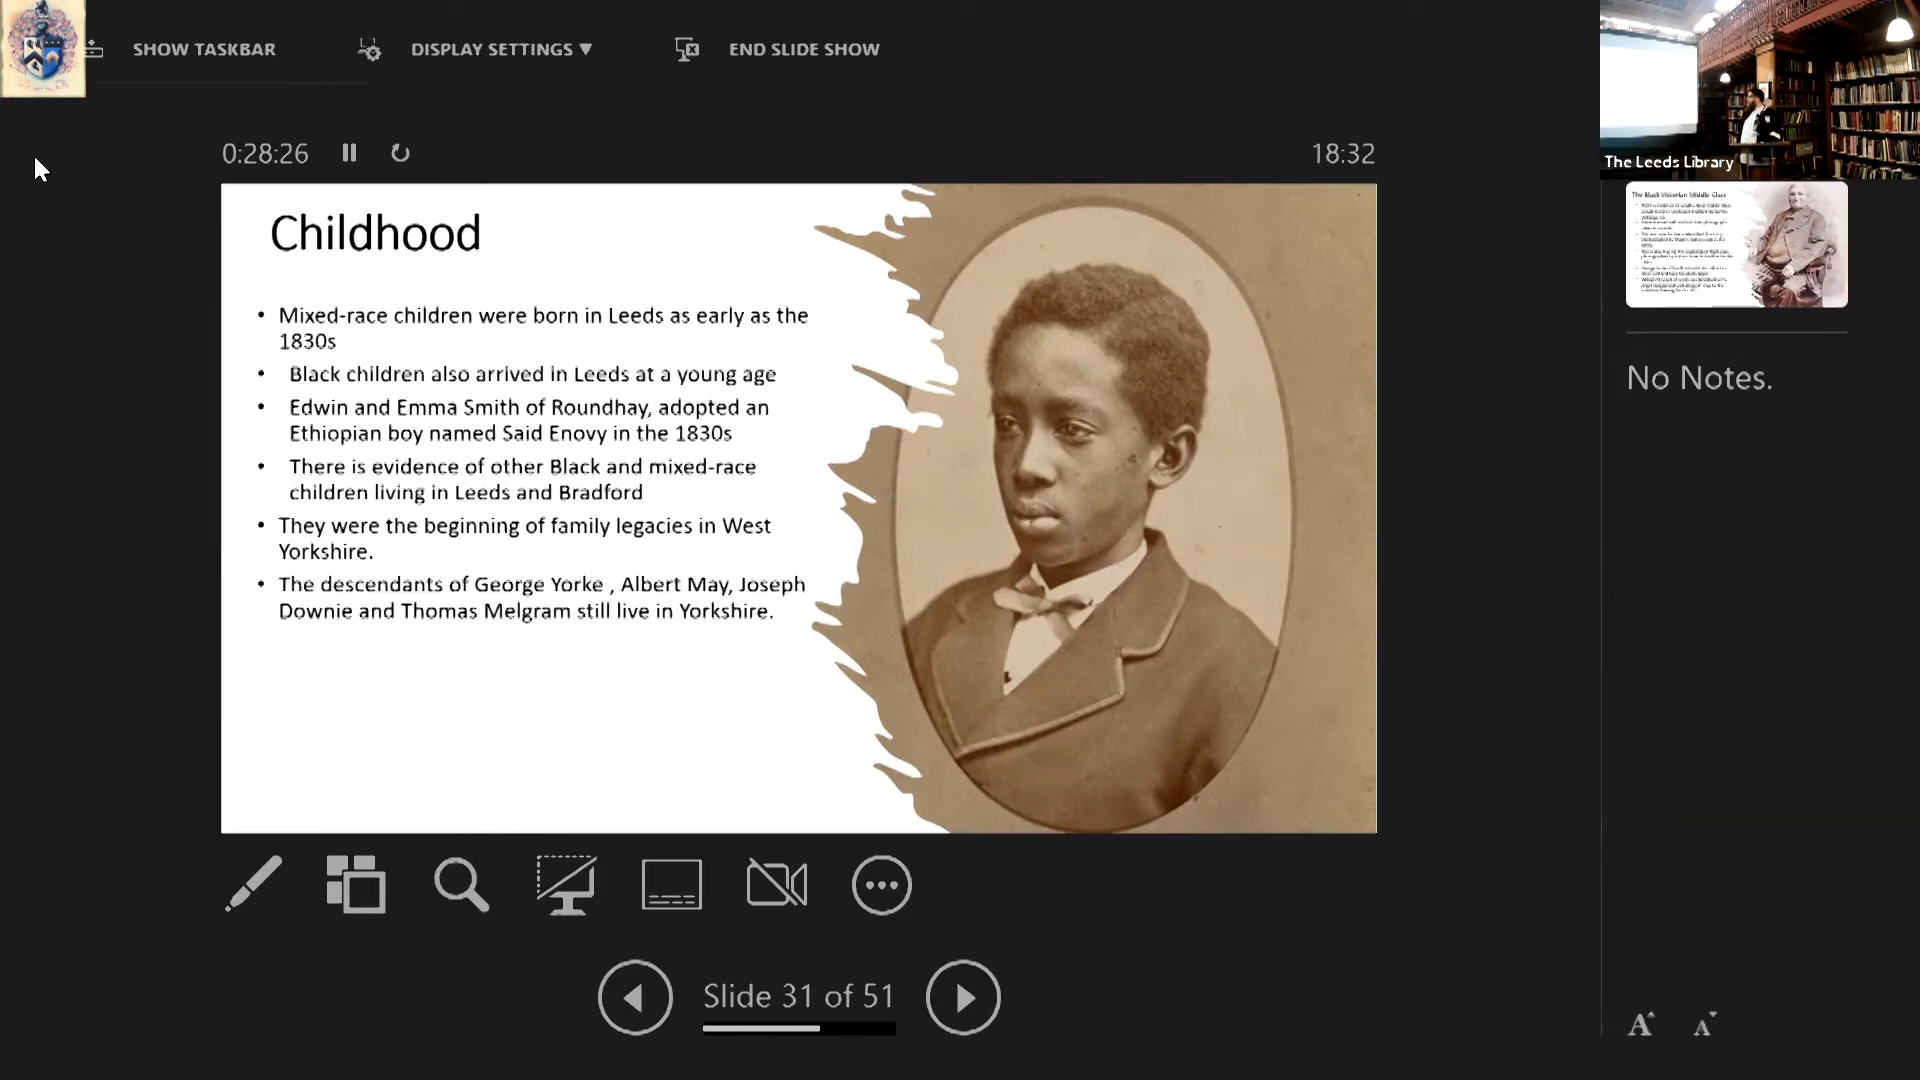 SHOW TASKBAR
DISPLAY SETTINGS ▼
END SLIDE SHOW
0:28:26
18:32
The Leeds Library
Childhood
• Mixed-race children were born in Leeds as early as the
1830s
• Black children also arrived in Leeds at a young age
• Edwin and Emma Smith of Roundhay, adopted an
Ethiopian boy named Said Enovy in the 1830s
• There is evidence of other Black and mixed-race
children living in Leeds and Bradford
• They were the beginning of family legacies in West
Yorkshire.
• The descendants of George Yorke , Albert May, Joseph
Downie and Thomas Melgram still live in Yorkshire.
The Black Victorian Middle Class
No Notes.
Slide 31 of 51
A A